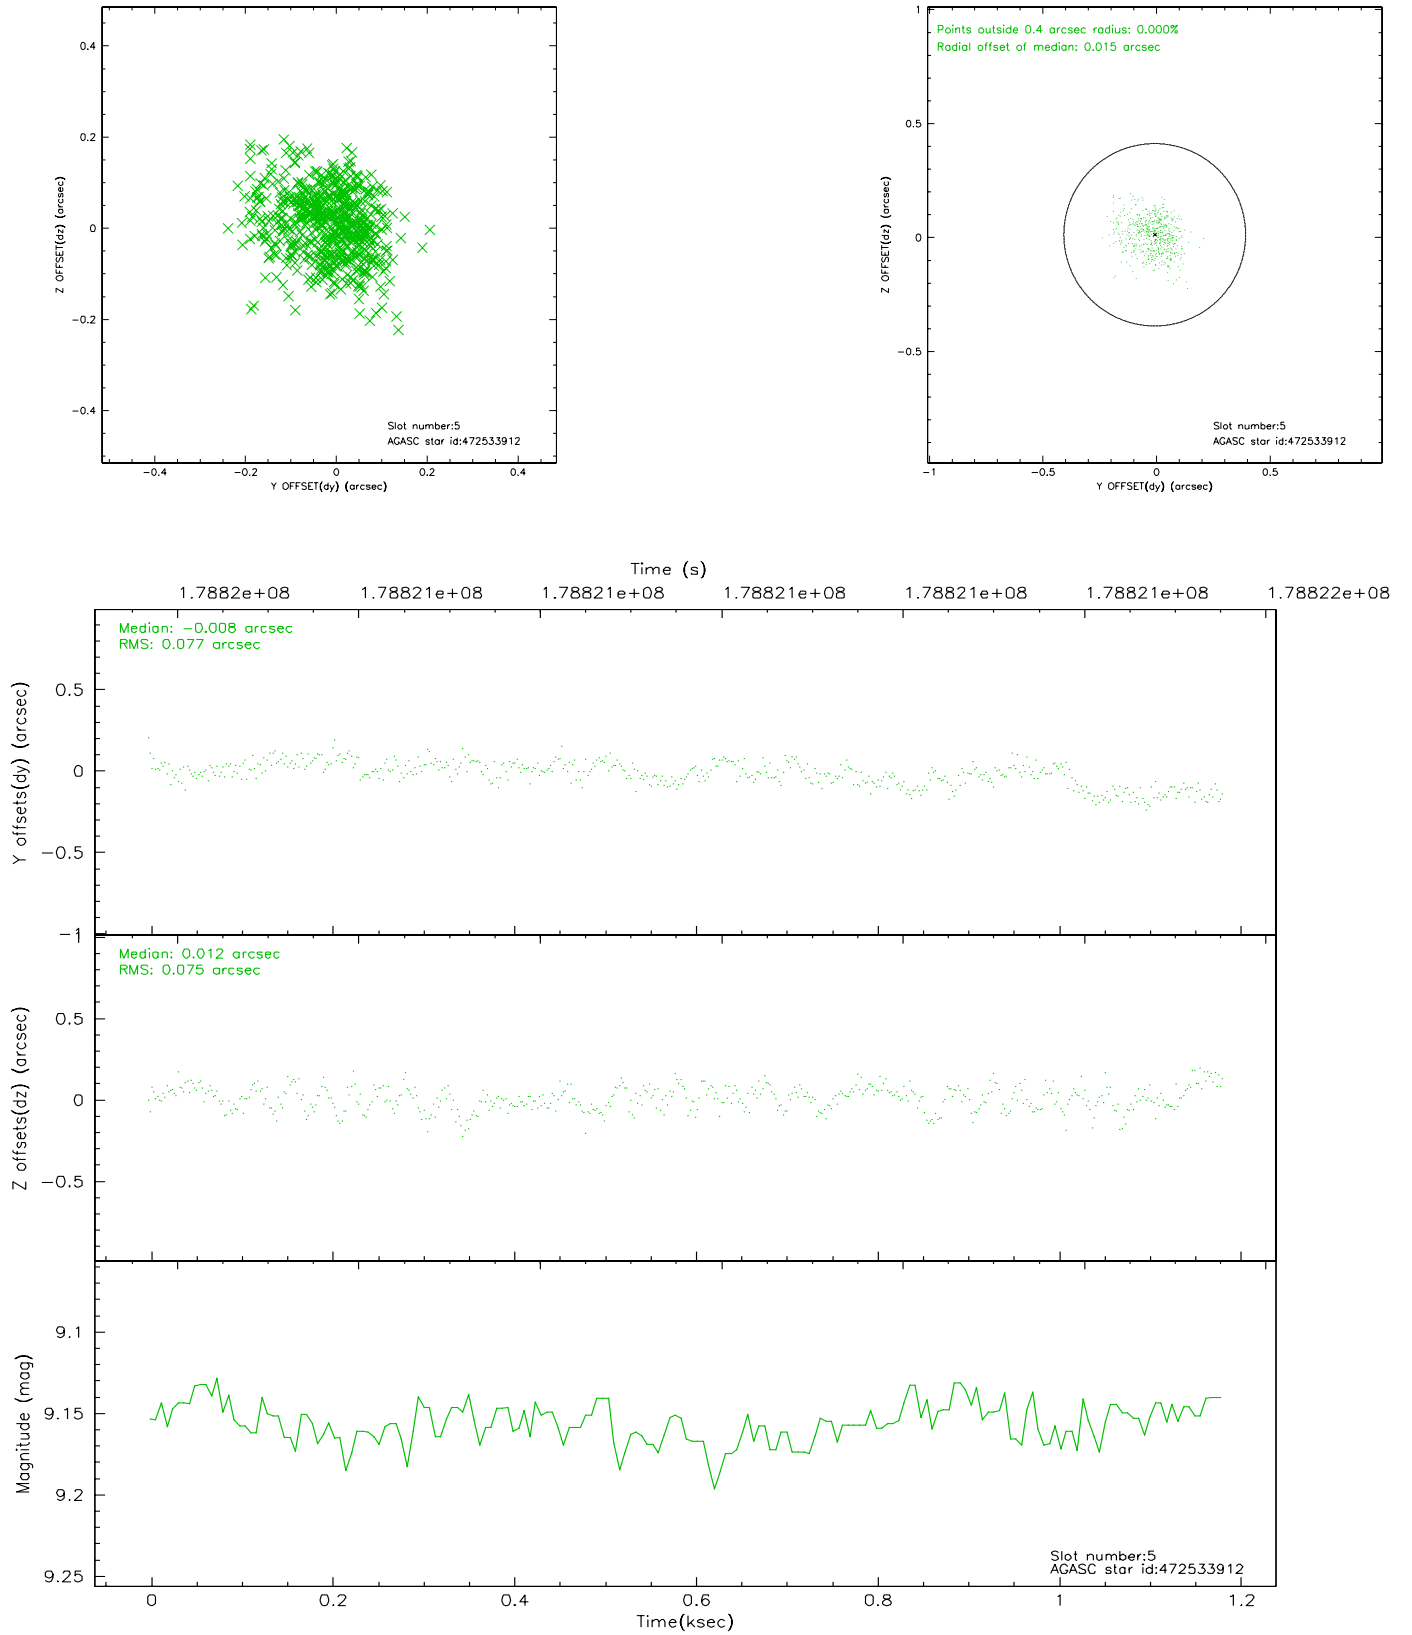 0.4
0.2
0
−0.2
−0.4
Z OFFSET(dz) (arcsec)
−0.4 −0.2 0 0.2 0.4
Y OFFSET(dy) (arcsec)
Slot number:5
AGASC star id:472533912
Points outside 0.4 arcsec radius: 0.000%
Radial offset of median: 0.015 arcsec
1
0.5
0
−0.5
Z OFFSET(dz) (arcsec)
−1 −0.5 0 0.5
Y OFFSET(dy) (arcsec)
Slot number:5
AGASC star id:472533912
Time (s)
1.7882e+08 1.78821e+08 1.78821e+08 1.78821e+08 1.78821e+08 1.78821e+08 1.78822e+08
Median: −0.008 arcsec
RMS: 0.077 arcsec
0.5
0
−0.5
−1
Y offsets(dy) (arcsec)
Median: 0.012 arcsec
RMS: 0.075 arcsec
1
0.5
0
−0.5
Z offsets(dz) (arcsec)
9.1
9.15
9.2
9.25
Magnitude (mag)
Slot number:5
AGASC star id:472533912
0 0.2 0.4 0.6 0.8 1 1.2
Time(ksec)